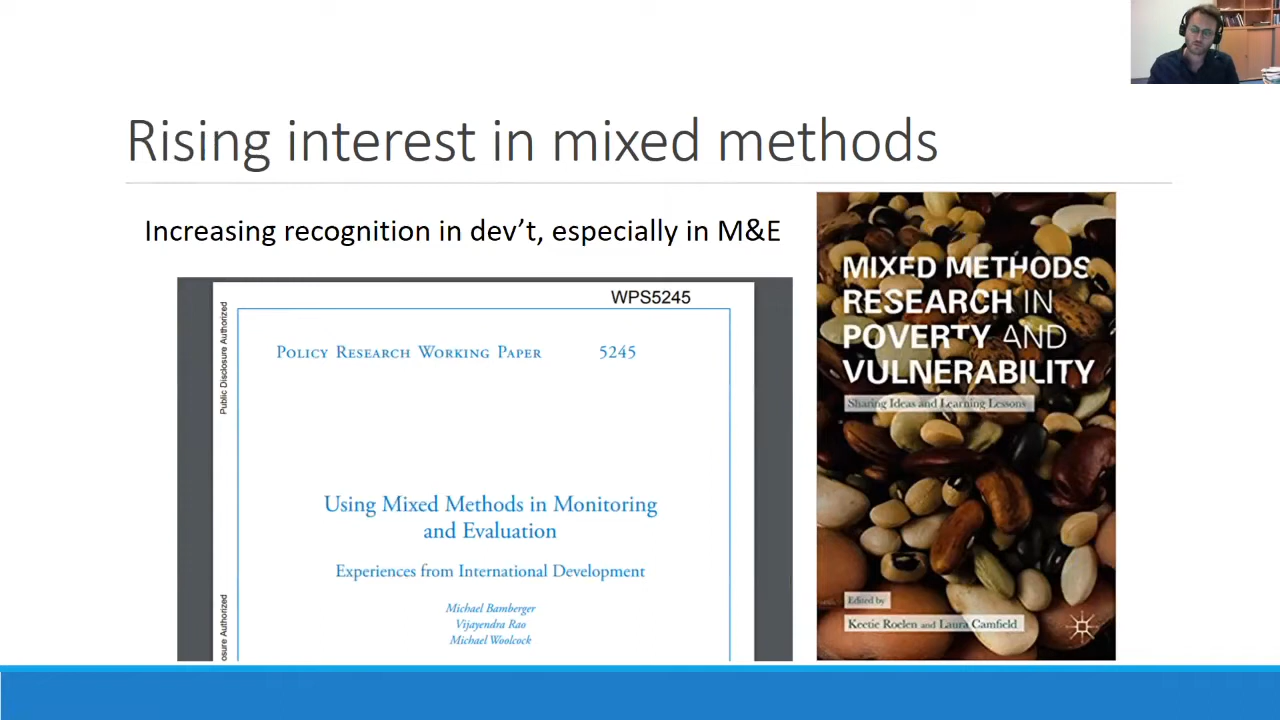 Rising interest in mixed methods
Increasing recognition in dev't, especially in M&E
WPS5245
Public Disclosure Authorized
POLICY RESEARCH WORKING PAPER 5245
Using Mixed Methods in Monitoring
and Evaluation
Experiences from International Development
Michael Bamberger
Vijayendra Rao
Michael Woolcock
osure Authorized
MIXED METHODS
RESEARCH IN
POVERTY AND
VULNERABILITY
Sharing Ideas and Learning Lessons
Edited by
Keetie Roelen and Laura Camfield